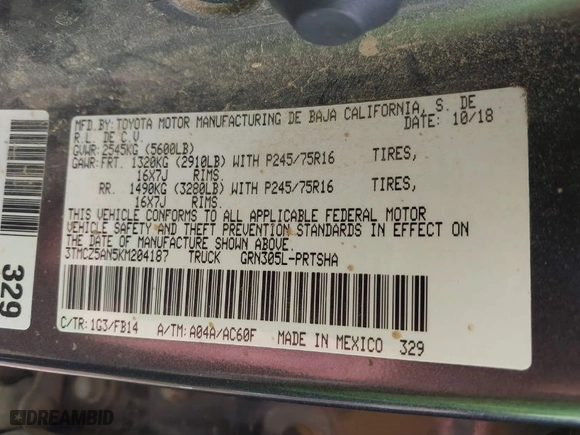 MFD.BY:TOYOTA MOTOR MANUFACTURING DE BAJA CALIFORNIA, S. DE
R.L. DE C.V. DATE: 10/18
GVWR:2545KG (5600LB)
GAWR:FRT. 1320KG (2910LB) WITH P245/75R16 TIRES,
16X7J RIMS.
RR. 1490KG (3280LB) WITH P245/75R16 TIRES,
16X7J RIMS.
THIS VEHICLE CONFORMS TO ALL APPLICABLE FEDERAL MOTOR
VEHICLE SAFETY AND THEFT PREVENTION STANDARDS IN EFFECT ON
THE DATE OF MANUFACTURE SHOWN ABOVE.
3TMCZ5AN5KM204187 TRUCK GRN305L-PRTSHA
C/TR:1G3/FB14 A/TM:A04A/AC60F MADE IN MEXICO 329
329
DREAMBID